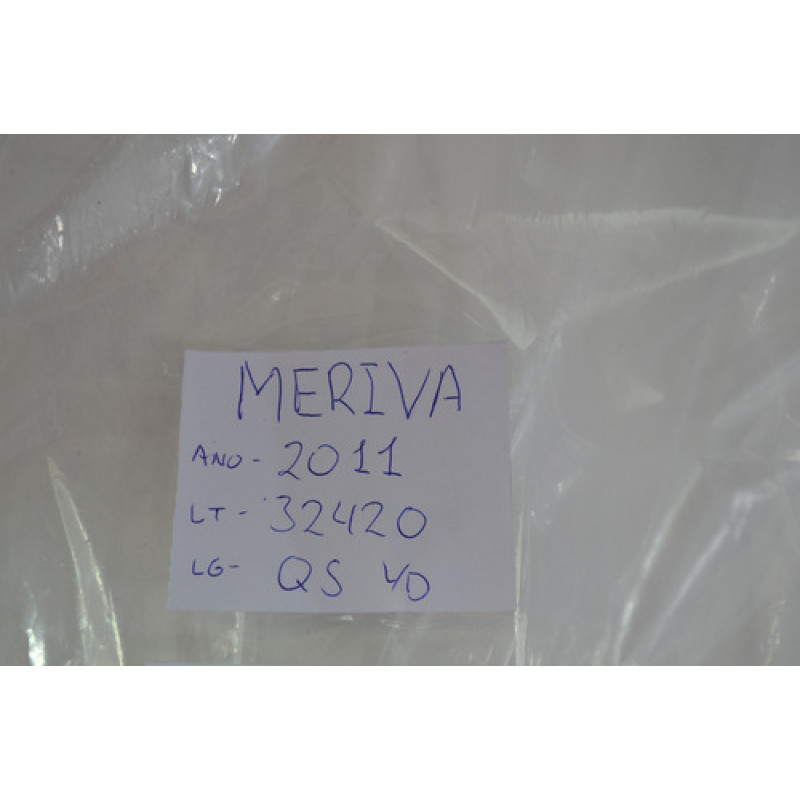 MERIVA
ANO - 2011
LT - 32420
LG - QS 4D